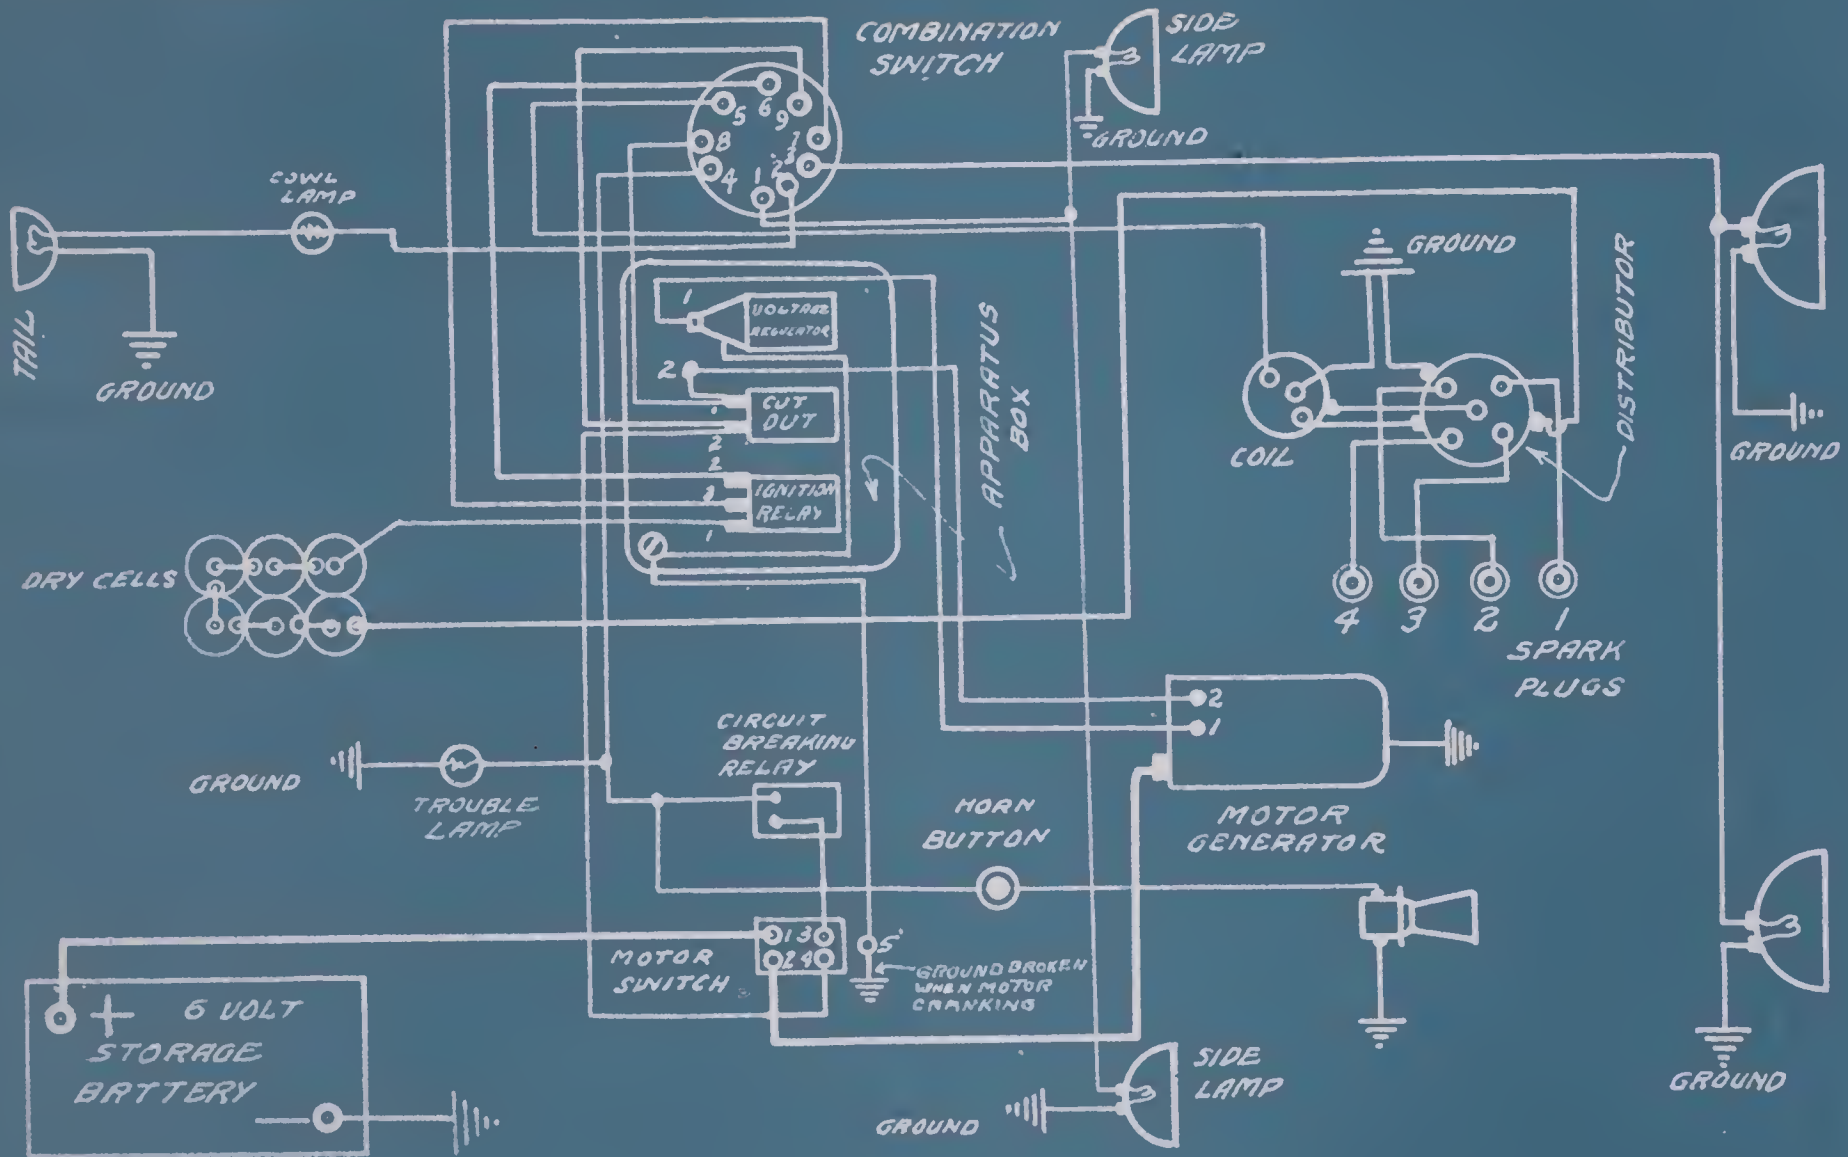 COMBINATION
SWITCH
SIDE
LAMP
GROUND
6
5
9
8
7
3
4
1
2
COWL
LAMP
TAIL
GROUND
GROUND
DISTRIBUTOR
GROUND
1
VOLTAGE
REGULATOR
2
CUT
OUT
1
2
2
3
IGNITION
RELAY
1
APPARATUS
BOX
COIL
DRY CELLS
4
3
2
1
SPARK
PLUGS
2
1
MOTOR
GENERATOR
CIRCUIT
BREAKING
RELAY
GROUND
TROUBLE
LAMP
HORN
BUTTON
MOTOR
SWITCH
1 3
2 4
5
GROUND BROKEN
WHEN MOTOR
CRANKING
+ 6 VOLT
STORAGE
BATTERY
SIDE
LAMP
GROUND
GROUND